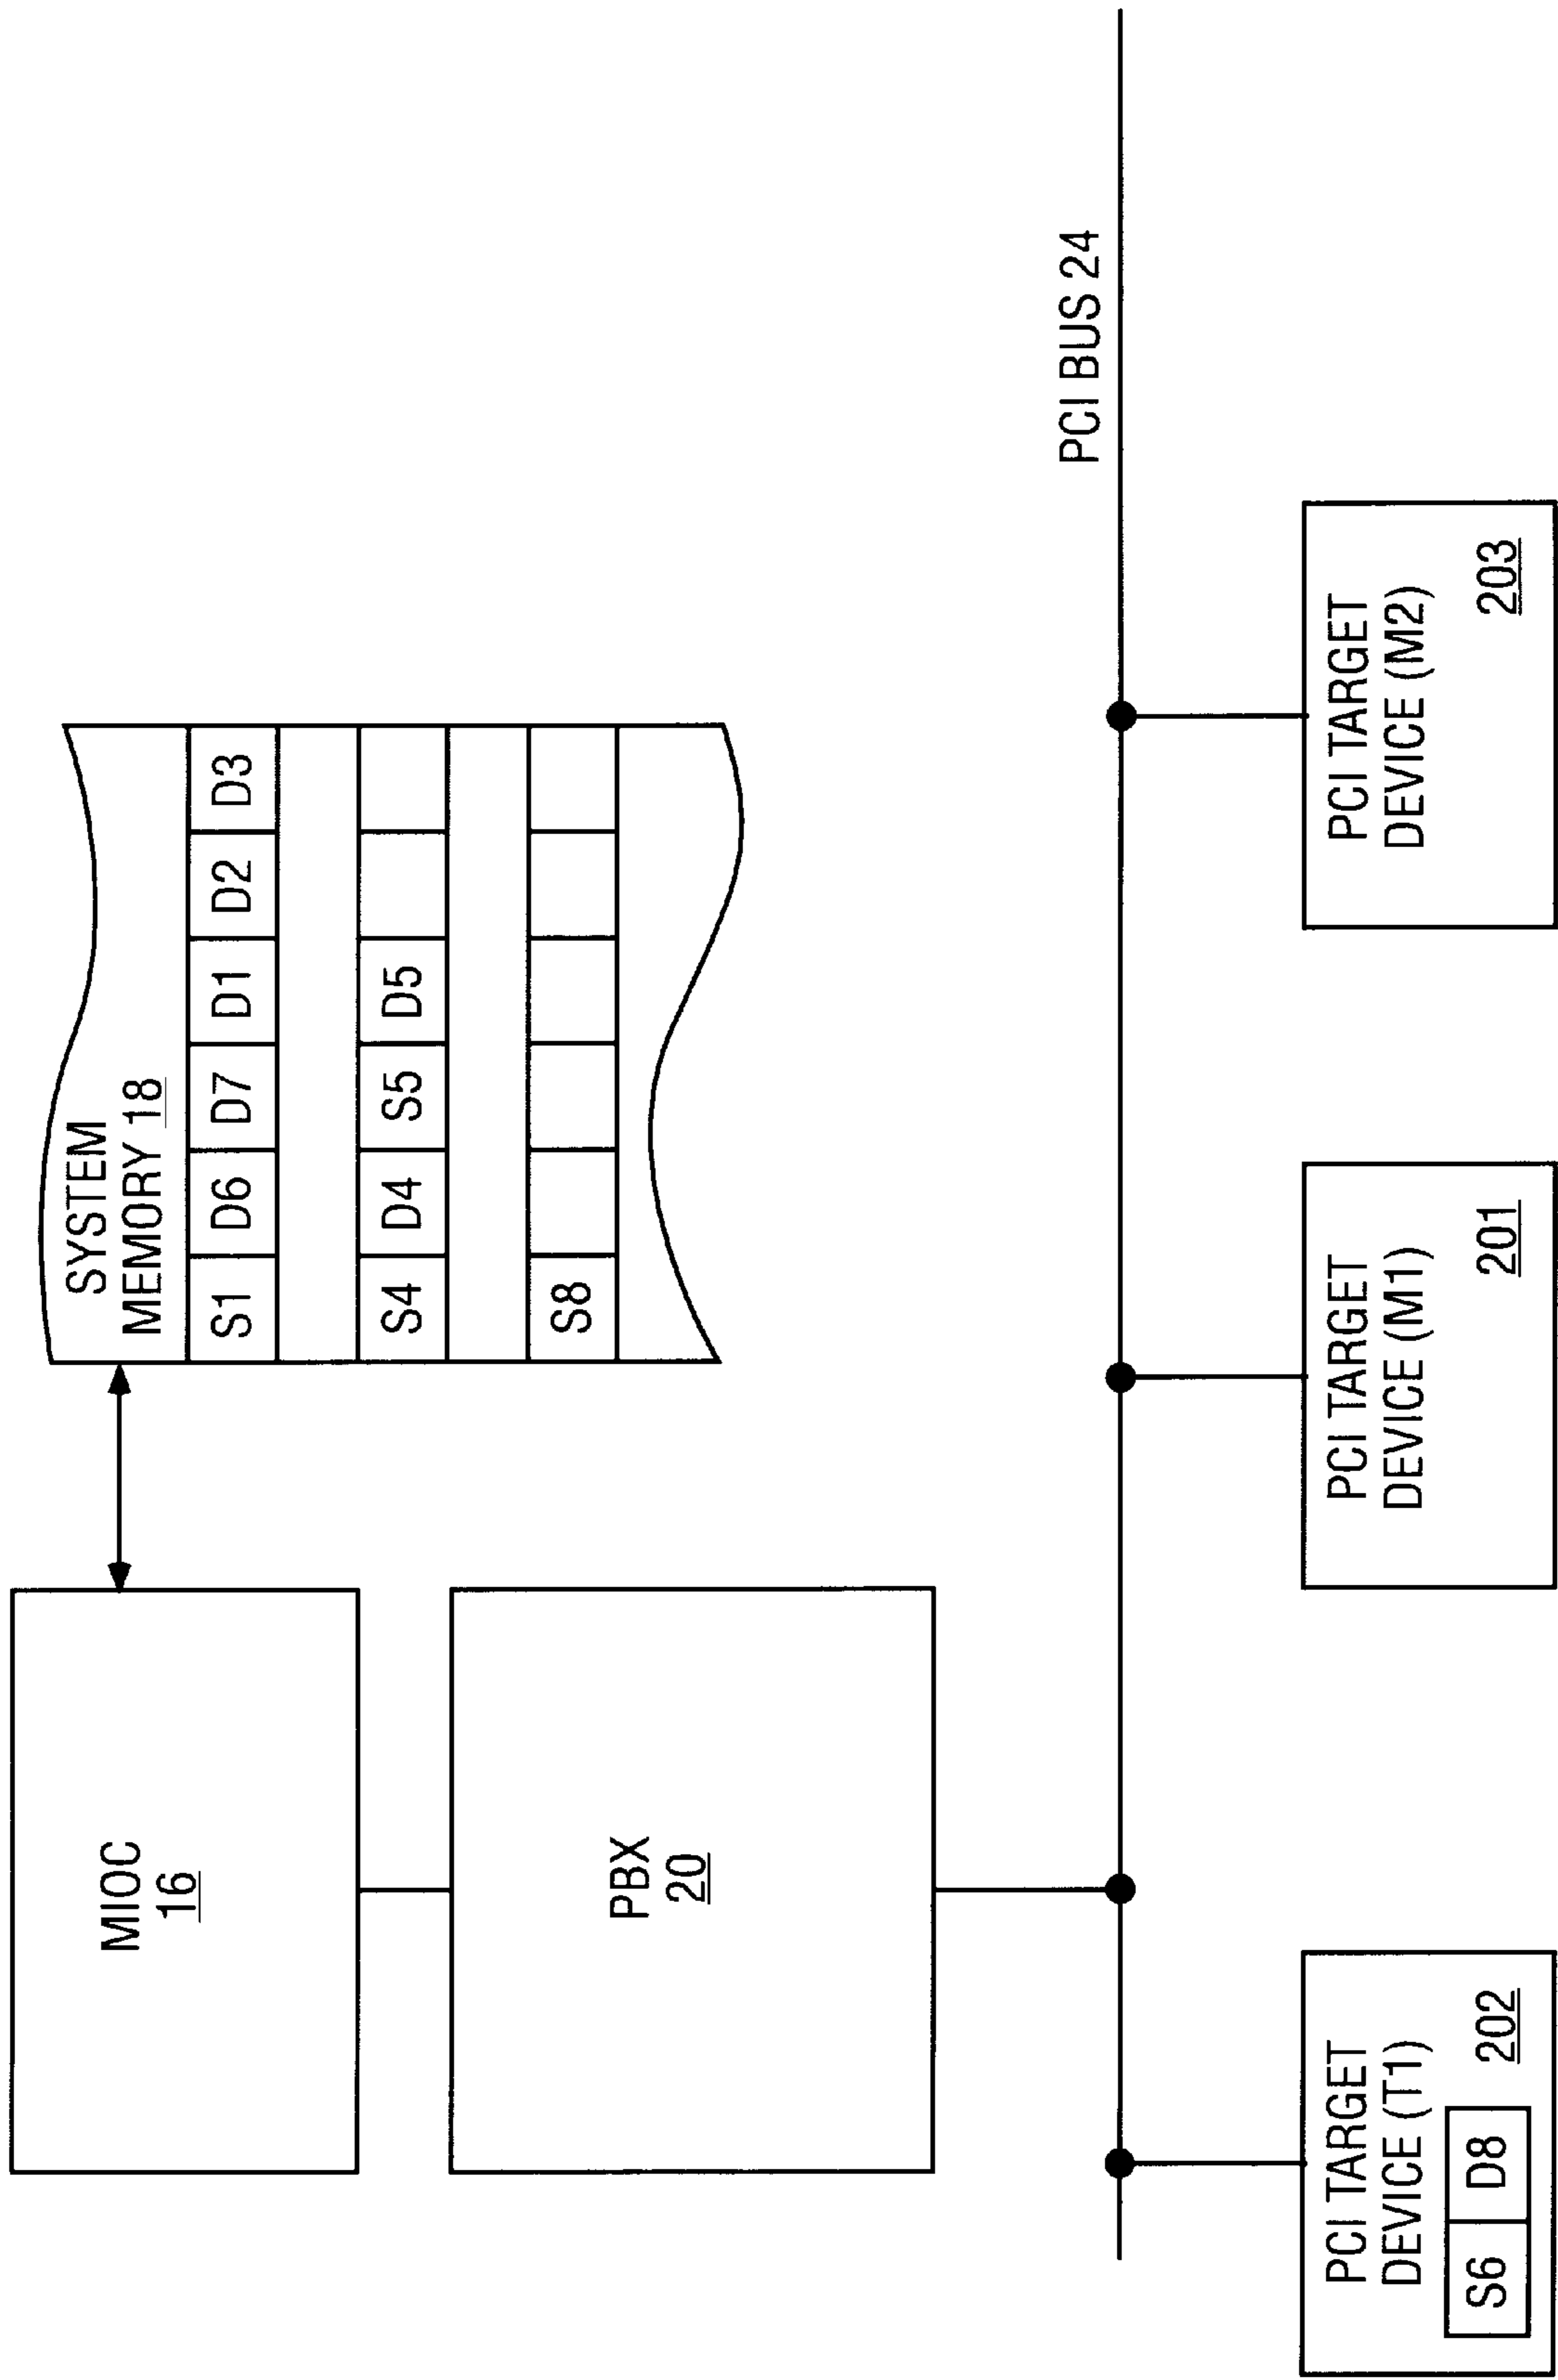 MIOC
16
SYSTEM
MEMORY 18
S1 D6 D7 D1 D2 D3
S4 D4 S5 D5
S8
PBX
20
PCI BUS 24
PCI TARGET
DEVICE (T1)
202
S6 D8
PCI TARGET
DEVICE (M1)
201
PCI TARGET
DEVICE (M2)
203